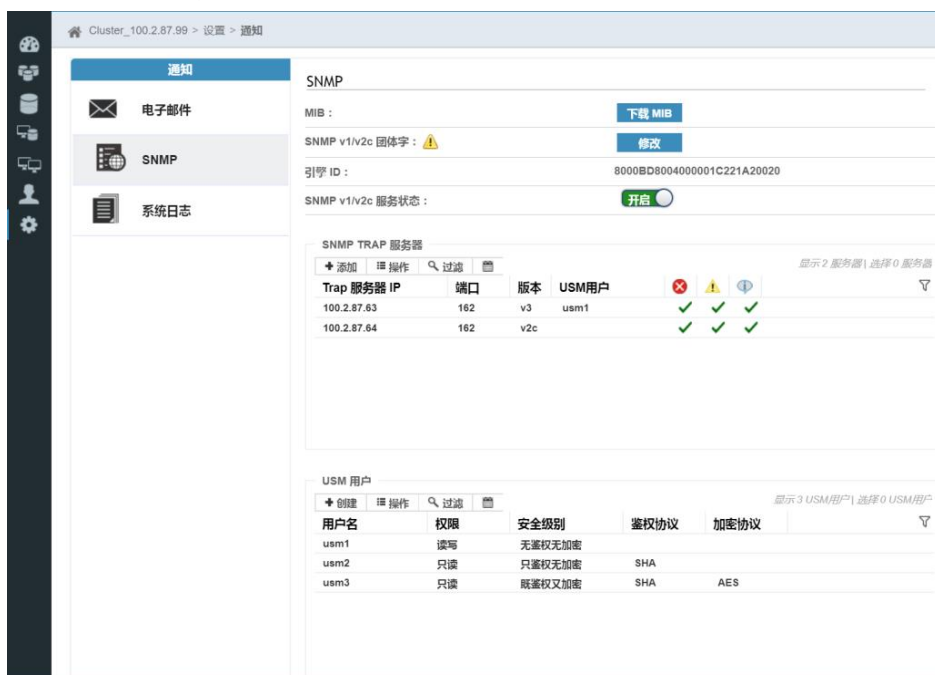 Cluster_100.2.87.99 > 设置 > 通知
通知
电子邮件
SNMP
系统日志
SNMP
MIB：
下载 MIB
SNMP v1/v2c 团体字：
修改
引擎 ID：
8000BD8004000001C221A20020
SNMP v1/v2c 服务状态：
开启
SNMP TRAP 服务器
添加 操作 过滤
显示 2 服务器| 选择 0 服务器
Trap 服务器 IP 端口 版本 USM用户
100.2.87.63 162 v3 usm1
100.2.87.64 162 v2c
USM 用户
创建 操作 过滤
显示 3 USM用户| 选择 0 USM用户
用户名 权限 安全级别 鉴权协议 加密协议
usm1 读写 无鉴权无加密
usm2 只读 只鉴权无加密 SHA
usm3 只读 既鉴权又加密 SHA AES